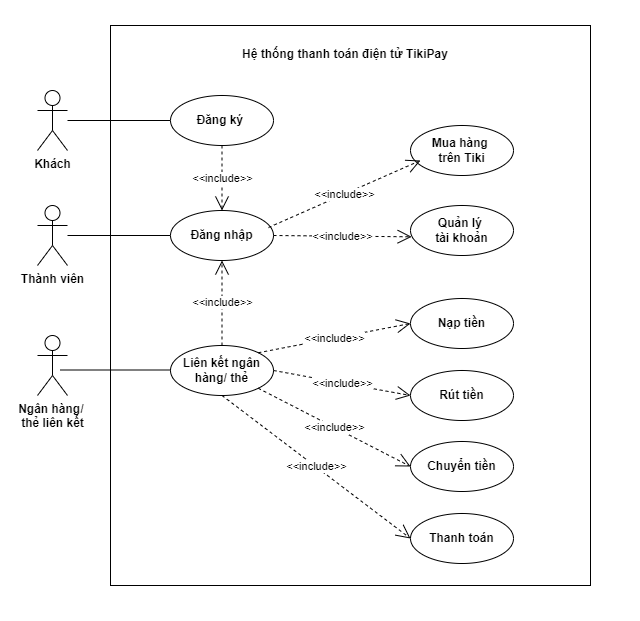 Hệ thống thanh toán điện tử TikiPay
Đăng ký
Khách
Mua hàng
trên Tiki
<<include>>
<<include>>
Đăng nhập
Thành viên
Quản lý
tài khoản
<<include>>
<<include>>
Nạp tiền
<<include>>
Liên kết ngân
hàng/ thẻ
Ngân hàng/
thẻ liên kết
<<include>>
Rút tiền
<<include>>
Chuyển tiền
<<include>>
Thanh toán